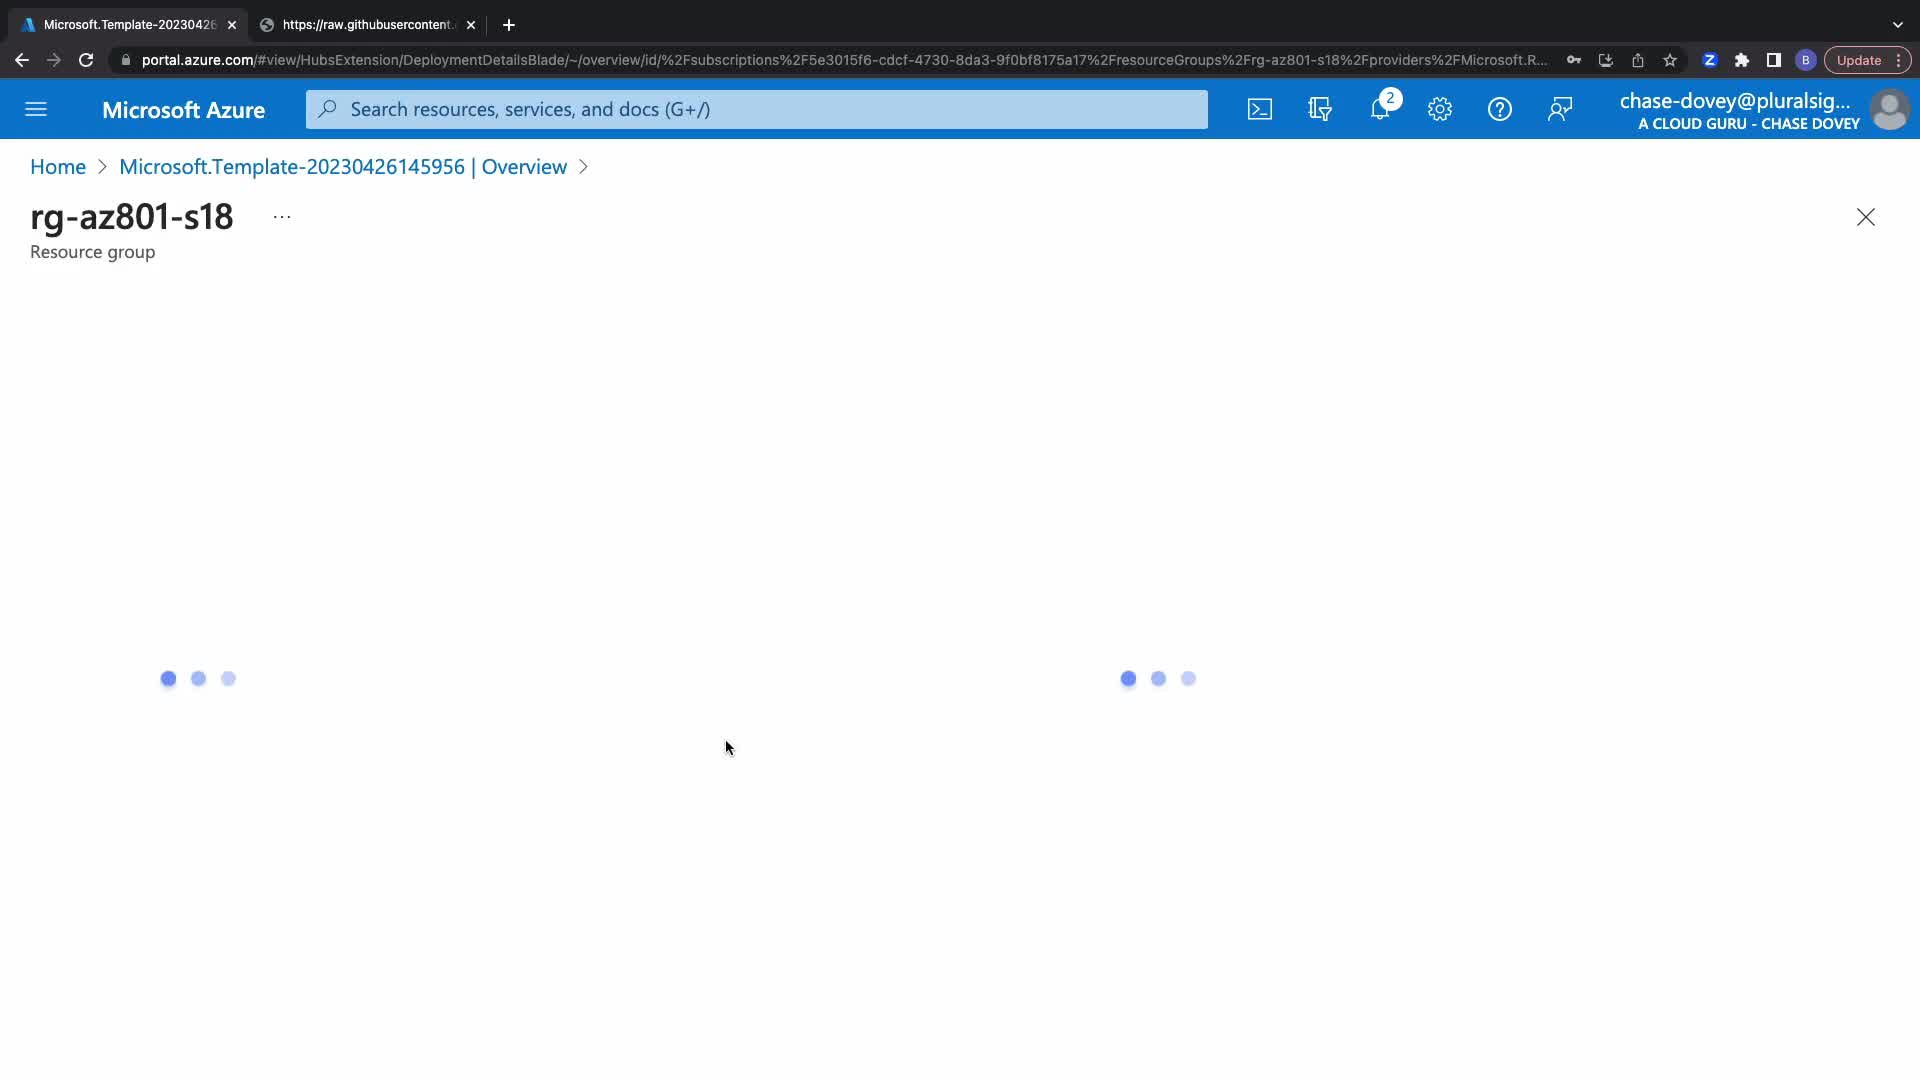 Microsoft.Template-20230426
https://raw.githubusercontent.
portal.azure.com/#view/HubsExtension/DeploymentDetailsBlade/~/overview/id/%2Fsubscriptions%2F5e3015f6-cdcf-4730-8da3-9f0bf8175a17%2FresourceGroups%2Frg-az801-s18%2Fproviders%2FMicrosoft.R...
Z
B
Update
Microsoft Azure
Search resources, services, and docs (G+/)
2
chase-dovey@pluralsig...
A CLOUD GURU - CHASE DOVEY
Home > Microsoft.Template-20230426145956 | Overview >
rg-az801-s18 ...
Resource group